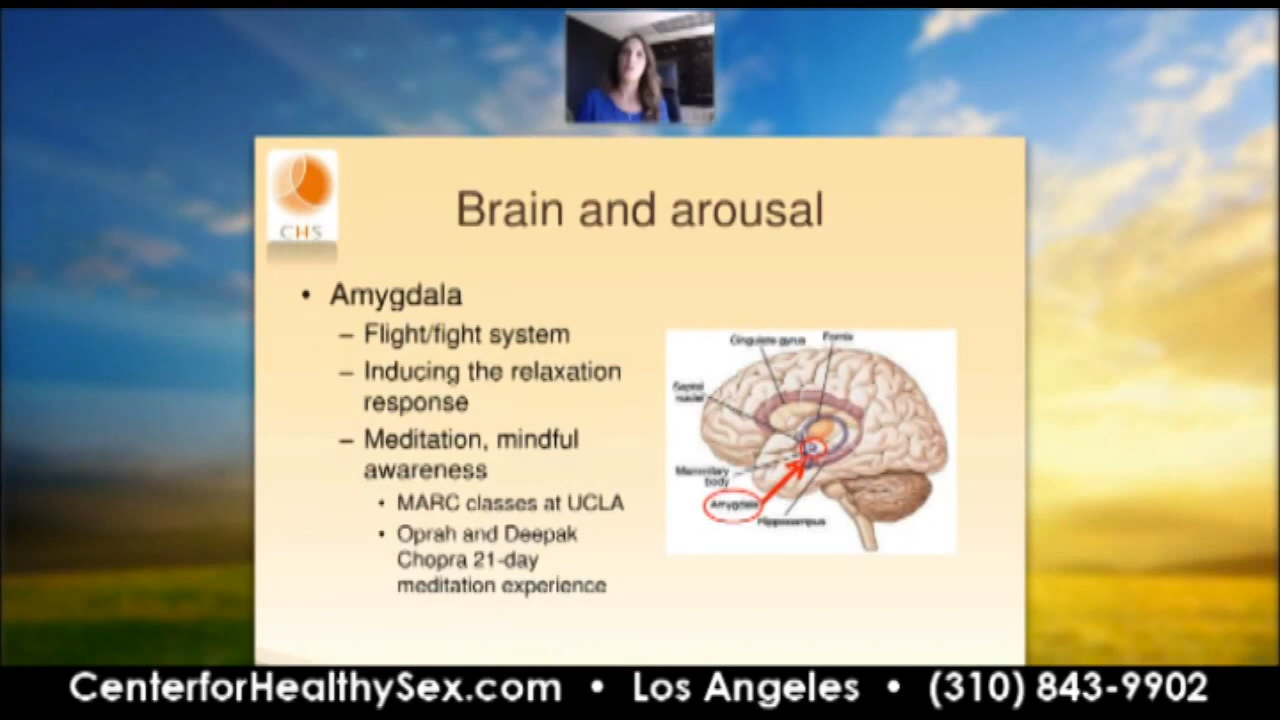 CHS
Brain and arousal
• Amygdala
– Flight/fight system
– Inducing the relaxation
response
– Meditation, mindful
awareness
• MARC classes at UCLA
• Oprah and Deepak
Chopra 21-day
meditation experience
Cingulate gyrus
Fornix
Septal
nuclei
Mammillary
body
Amygdala
Hippocampus
CenterforHealthySex.com • Los Angeles • (310) 843-9902